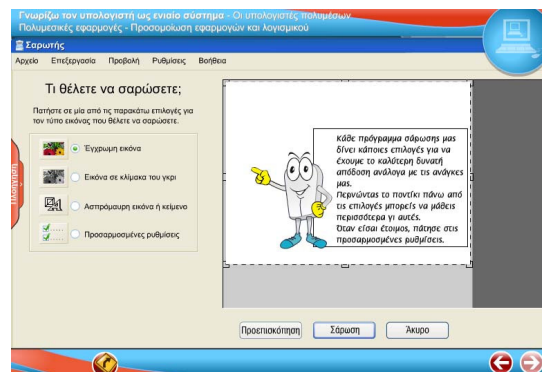 Γνωρίζω τον υπολογιστή ως ενιαίο σύστημα - Οι υπολογιστές πολυμέσων
Πολυμεσικές εφαρμογές - Προσομοίωση εφαρμογών και λογισμικού
Σαρωτής
Αρχείο Επεξεργασία Προβολή Ρυθμίσεις Βοήθεια
Τι θέλετε να σαρώσετε;
Πατήστε σε μία από τις παρακάτω επιλογές για
τον τύπο εικόνας που θέλετε να σαρώσετε.
Έγχρωμη εικόνα
Εικόνα σε κλίμακα του γκρι
Ασπρόμαυρη εικόνα ή κείμενο
Προσαρμοσμένες ρυθμίσεις
Κάθε πρόγραμμα σάρωσης μας
δίνει κάποιες επιλογές για να
έχουμε το καλύτερη δυνατή
απόδοση ανάλογα με τις ανάγκες
μας.
Περνώντας το ποντίκι πάνω από
τις επιλογές μπορείς να μάθεις
περισσότερα γι αυτές.
Όταν είσαι έτοιμος, πάτησε στις
προσαρμοσμένες ρυθμίσεις.
Προεπισκόπηση Σάρωση Άκυρο